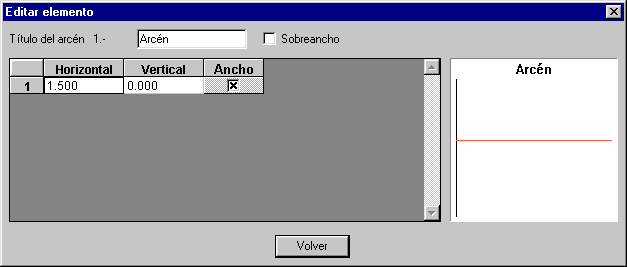 Editar elemento
Título del arcén 1.- Arcén Sobreancho
Horizontal Vertical Ancho
1 1.500 0.000
Arcén
Volver